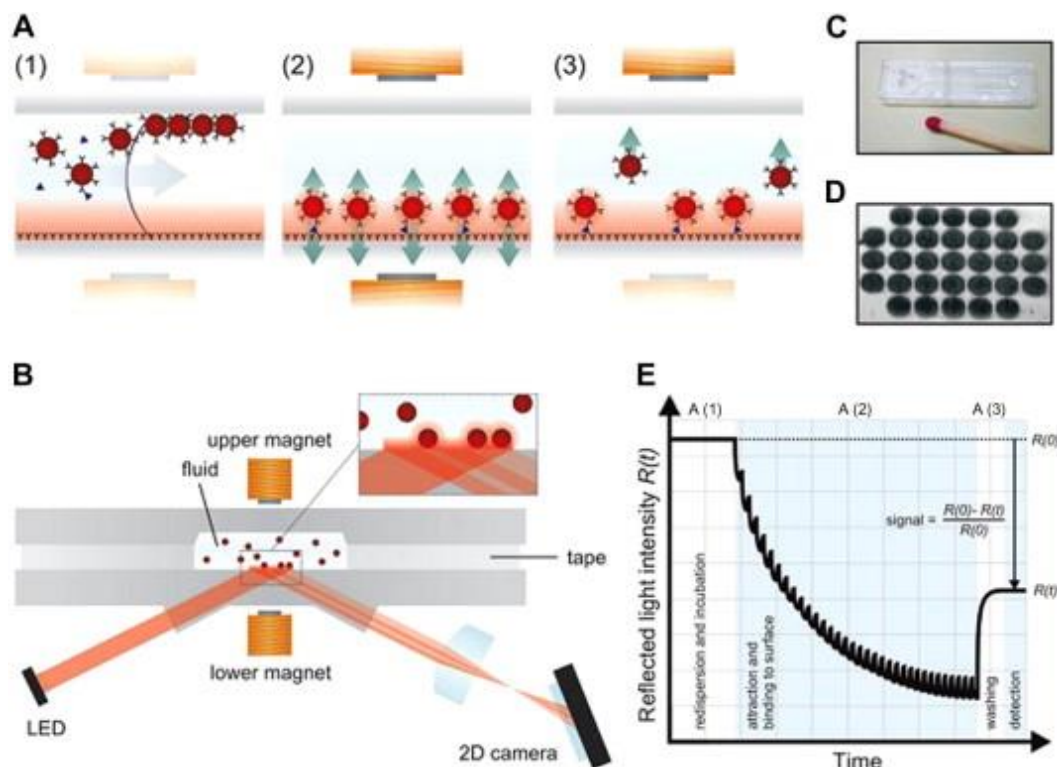 A
(1)
(2)
(3)
C
D
B
upper magnet
fluid
tape
lower magnet
LED
2D camera
E
A (1)
A (2)
A (3)
R(0)
signal = R(0)- R(t)
R(0)
R(t)
Reflected light intensity R(t)
redispersion and incubation
attraction and
binding to surface
washing
detection
Time